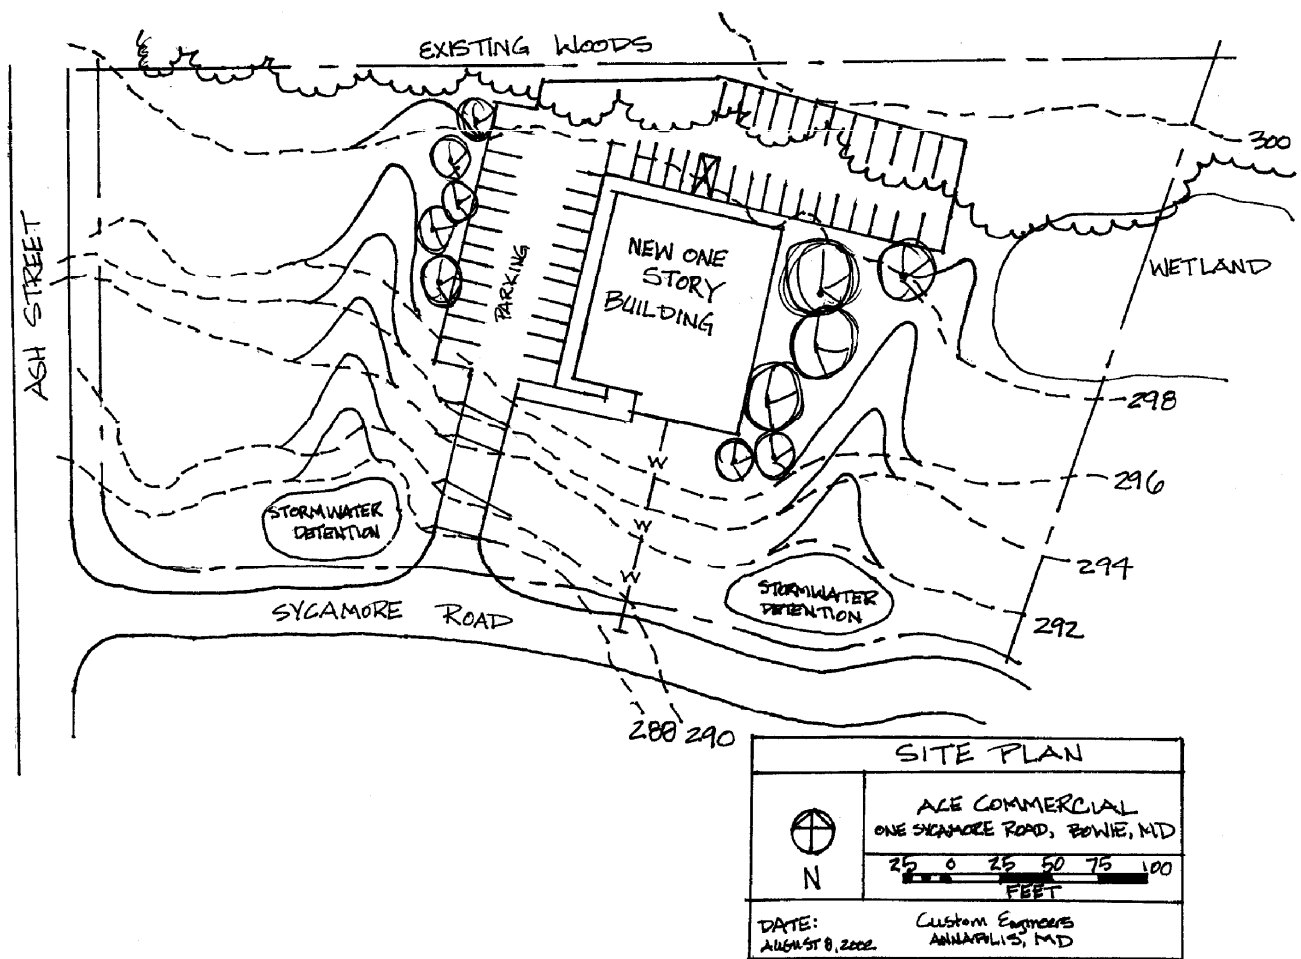 EXISTING WOODS
300
ASH STREET
NEW ONE
STORY
BUILDING
PARKING
WETLAND
298
296
294
292
W
W
W
STORMWATER
DETENTION
STORMWATER
DETENTION
SYCAMORE ROAD
288 290
SITE PLAN
N
ACE COMMERCIAL
ONE SYCAMORE ROAD, BOWIE, MD
25 0 25 50 75 100
FEET
DATE:
AUGUST 8, 2002
Custom Engineers
ANNAPOLIS, MD